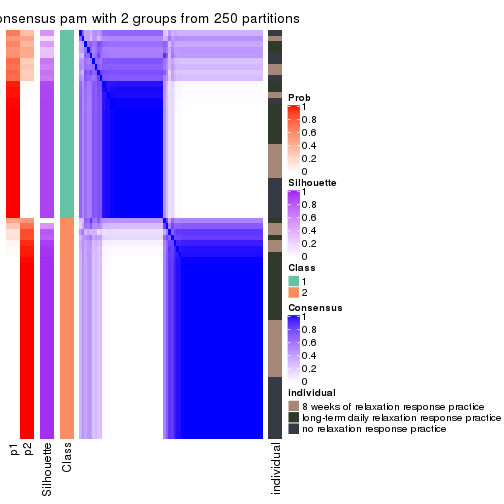 onsensus pam with 2 groups from 250 partitions
Prob
1
0.8
0.6
0.4
0.2
0
Silhouette
1
0.8
0.6
0.4
0.2
0
Class
1
2
Consensus
1
0.8
0.6
0.4
0.2
0
individual
8 weeks of relaxation response practice
long-term daily relaxation response practice
no relaxation response practice
p1
p2
Silhouette
Class
individual